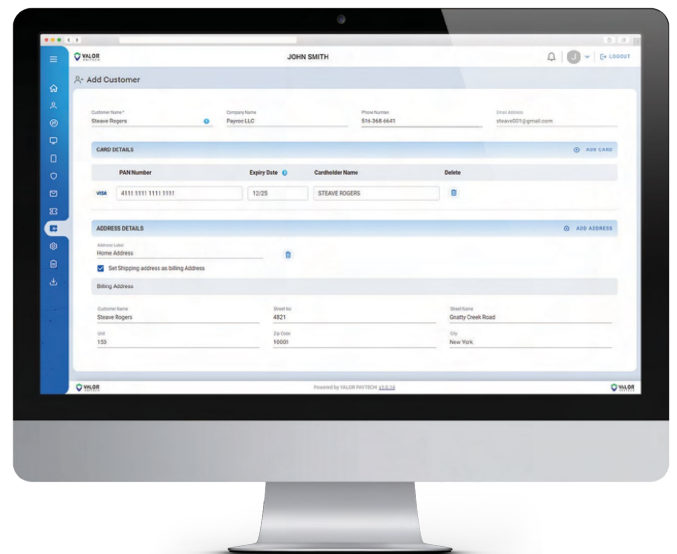 VALOR PAYTECH
JOHN SMITH
J
LOGOUT
Add Customer
Customer Name*
Company Name
Phone Number
Email Address
Steave Rogers
Payroc LLC
516-368-6641
steave001@gmail.com
CARD DETAILS
ADD CARD
PAN Number
Expiry Date
Cardholder Name
Delete
VISA
4111 1111 1111 1111
12/25
STEAVE ROGERS
ADDRESS DETAILS
ADD ADDRESS
Address Label
Home Address
Set Shipping address as billing Address
Billing Address
Customer Name
Street No
Street Name
Steave Rogers
4821
Gnatty Creek Road
Unit
Zip Code
City
155
10001
New York
VALOR PAYTECH
Powered by VALOR PAYTECH
VALOR PAYTECH